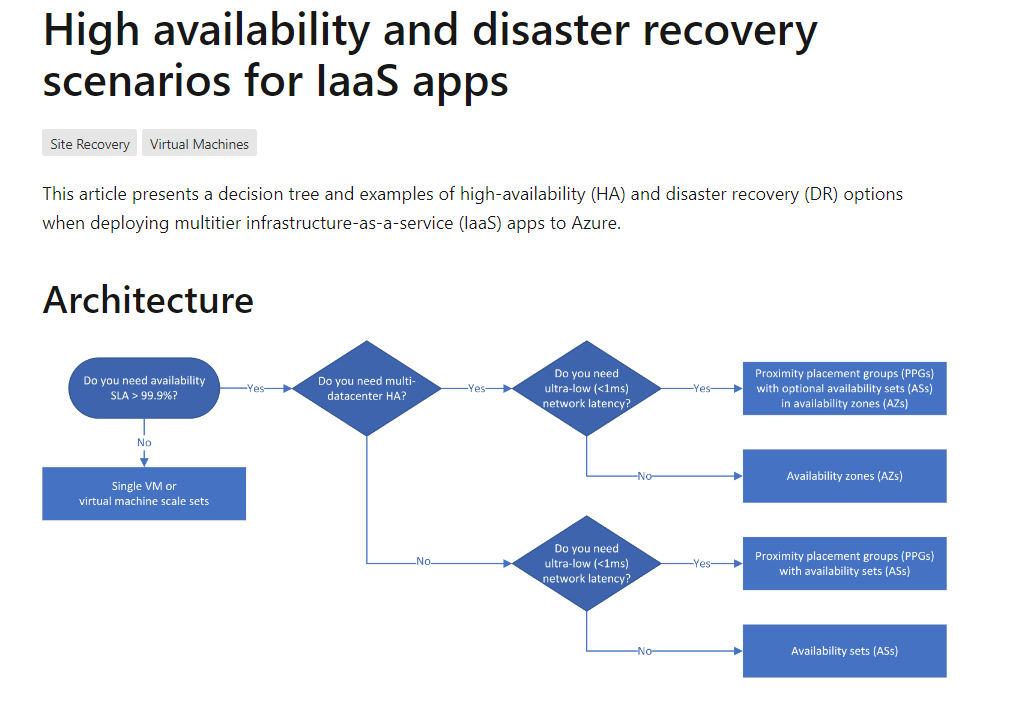 High availability and disaster recovery
scenarios for IaaS apps
Site Recovery
Virtual Machines
This article presents a decision tree and examples of high-availability (HA) and disaster recovery (DR) options
when deploying multitier infrastructure-as-a-service (IaaS) apps to Azure.
Architecture
Do you need availability
SLA > 99.9%?
Yes
Do you need multi-
datacenter HA?
Yes
Do you need
ultra-low (<1ms)
network latency?
Yes
Proximity placement groups (PPGs)
with optional availability sets (ASs)
in availability zones (AZs)
No
Single VM or
virtual machine scale sets
No
Availability zones (AZs)
No
Do you need
ultra-low (<1ms)
network latency?
Yes
Proximity placement groups (PPGs)
with availability sets (ASs)
No
Availability sets (ASs)